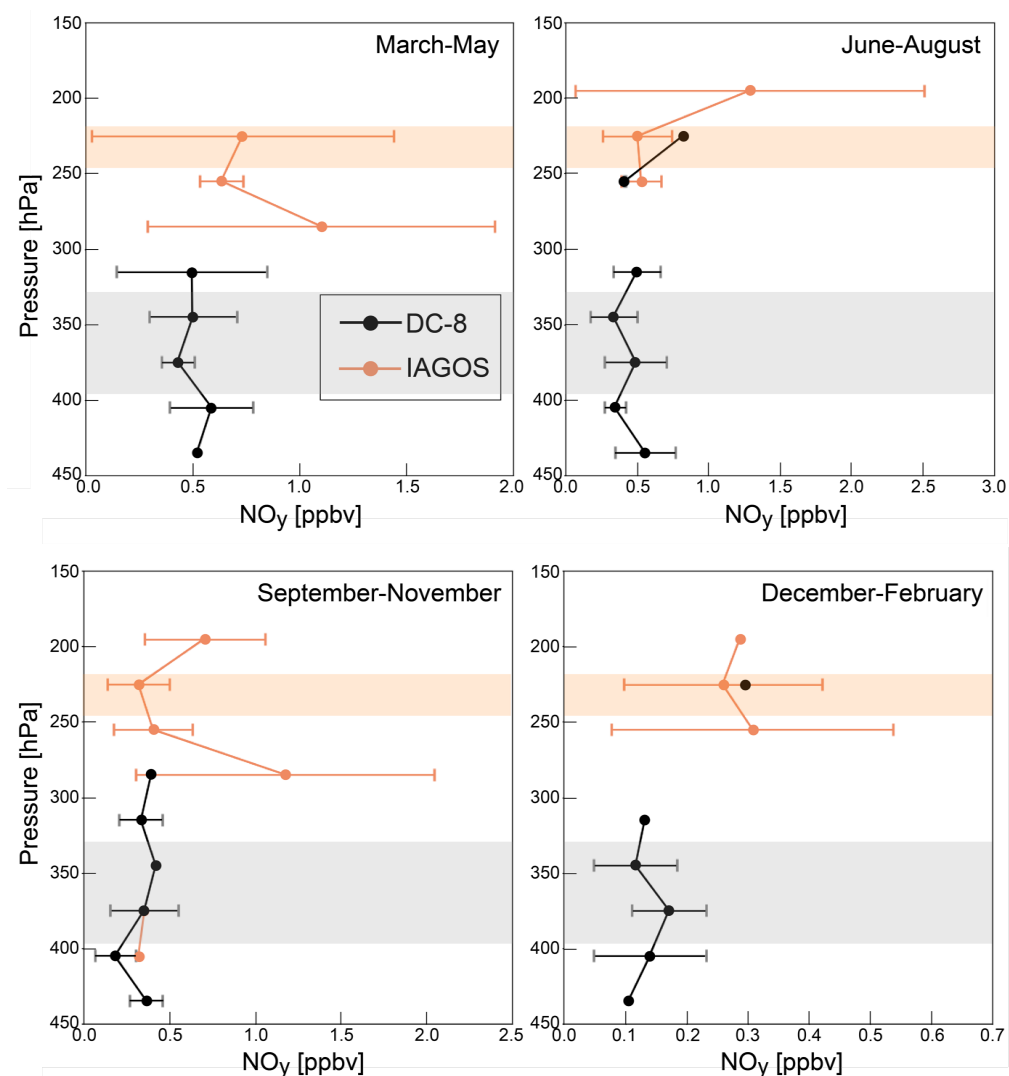 March-May
150
200
250
300
350
400
450
Pressure [hPa]
DC-8
IAGOS
0.0 0.5 1.0 1.5 2.0
NOy [ppbv]
June-August
150
200
250
300
350
400
450
0.0 0.5 1.0 1.5 2.0 2.5 3.0
NOy [ppbv]
September-November
150
200
250
300
350
400
450
Pressure [hPa]
0.0 0.5 1.0 1.5 2.0 2.5
NOy [ppbv]
December-February
150
200
250
300
350
400
450
0.1 0.2 0.3 0.4 0.5 0.6 0.7
NOy [ppbv]